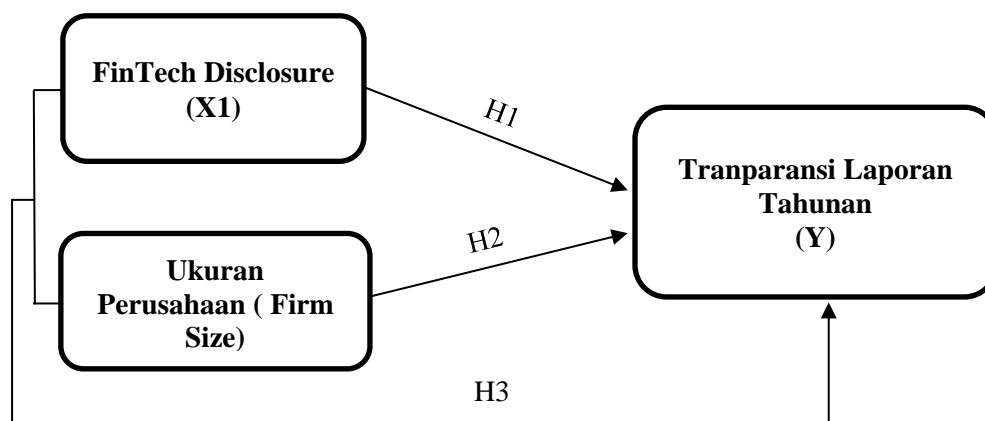 FinTech Disclosure
(X1)
H1
Tranparansi Laporan
Tahunan
(Y)
H2
Ukuran
Perusahaan ( Firm
Size)
H3